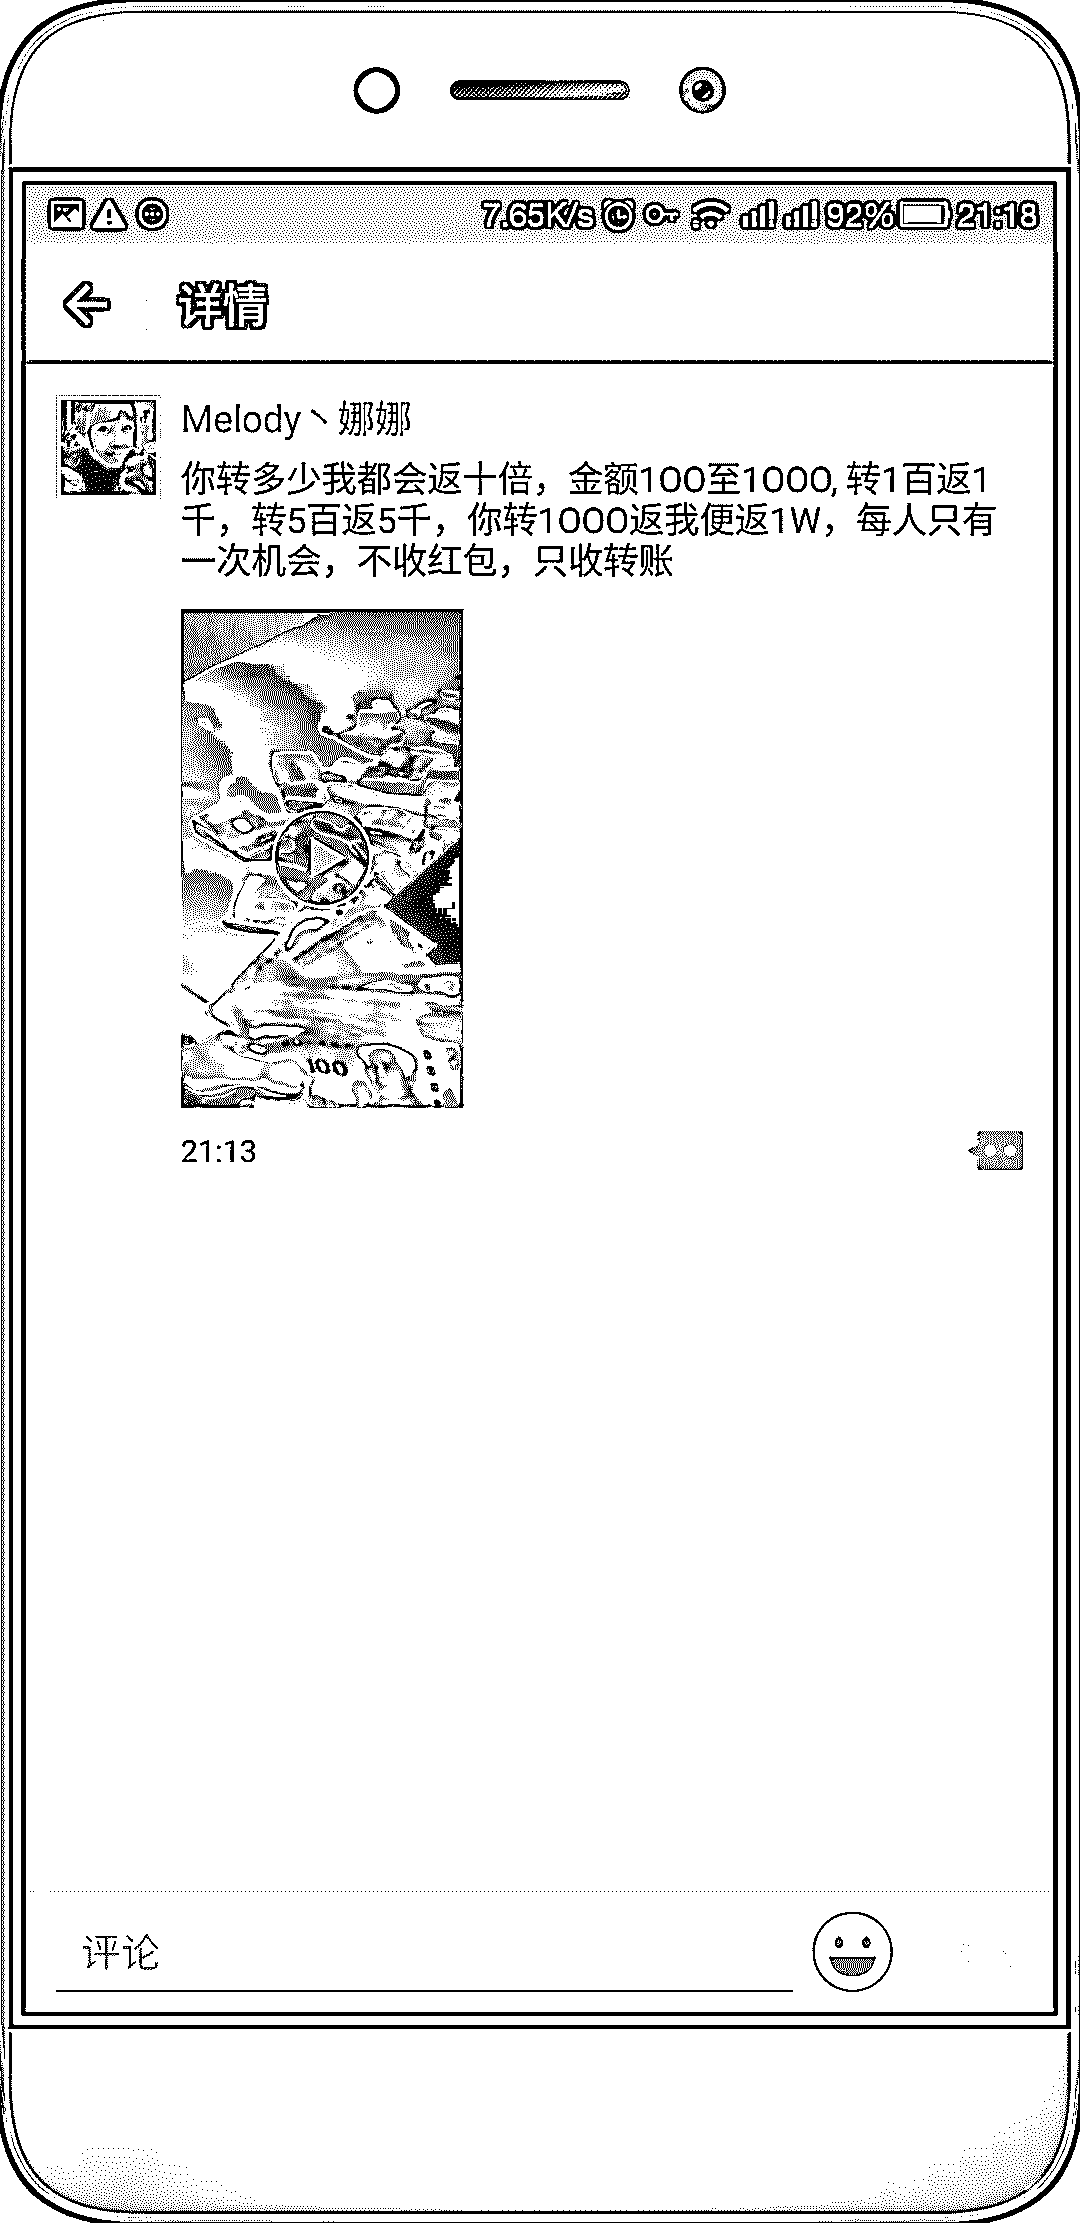 7.65K/s 92% 21:18
详情
Melody丶娜娜
你转多少我都会返十倍，金额100至1000, 转1百返1
千，转5百返5千，你转1000返我便返1W，每人只有
一次机会，不收红包，只收转账
100
21:13
评论